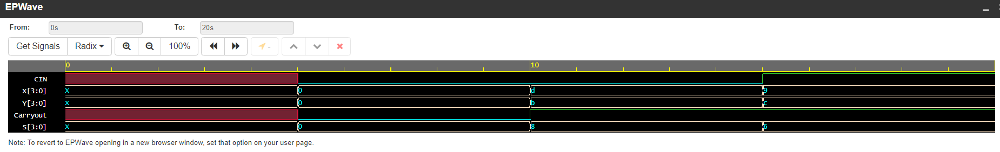 EPWave
From: 0s To: 20s
Get Signals Radix 100% -
0 10
CIN
X[3:0] x 0 d 9
Y[3:0] x 0 b c
Carryout
S[3:0] x 0 8 6
Note: To revert to EPWave opening in a new browser window, set that option on your user page.